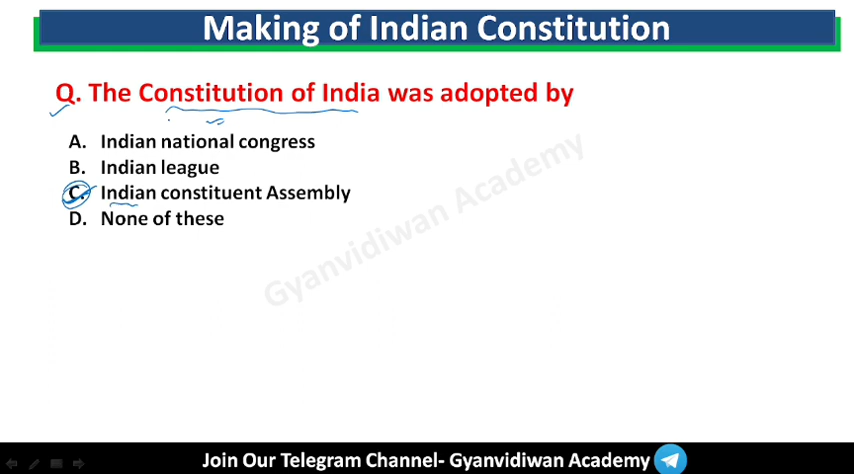 Making of Indian Constitution
Q. The Constitution of India was adopted by
A. Indian national congress
B. Indian league
C. Indian constituent Assembly
D. None of these
Gyanvidiwan Academy
Join Our Telegram Channel- Gyanvidiwan Academy